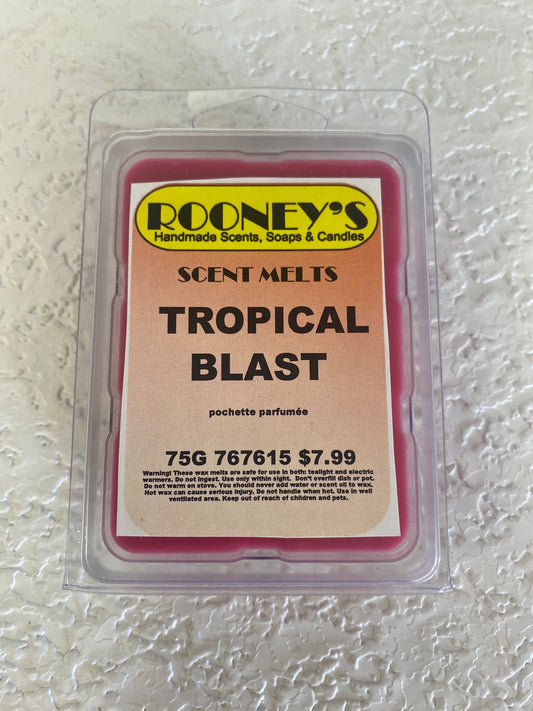 ROONEY'S
Handmade Scents, Soaps & Candles
SCENT MELTS
TROPICAL
BLAST
pochette parfumée
75G 767615 $7.99
Warning! These wax melts are safe for use in both: tealight and electric
warmers. Do not ingest. Use only within sight. Don't overfill dish or pot.
Do not warm on stove. You should never add water or scent oil to wax.
Hot wax can cause serious injury. Do not handle when hot. Use in well
ventilated area. Keep out of reach of children and pets.